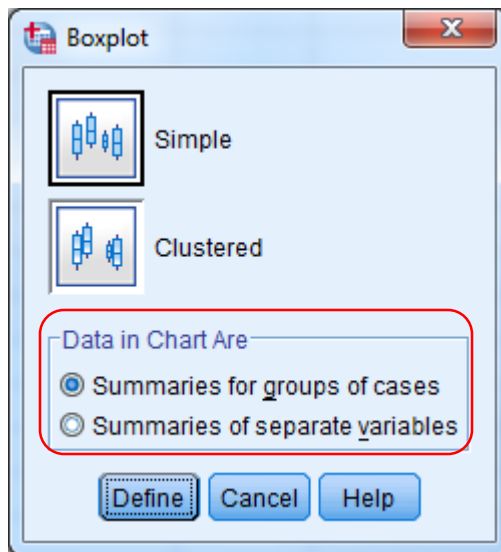 Boxplot
Simple
Clustered
Data in Chart Are
Summaries for groups of cases
Summaries of separate variables
Define Cancel Help